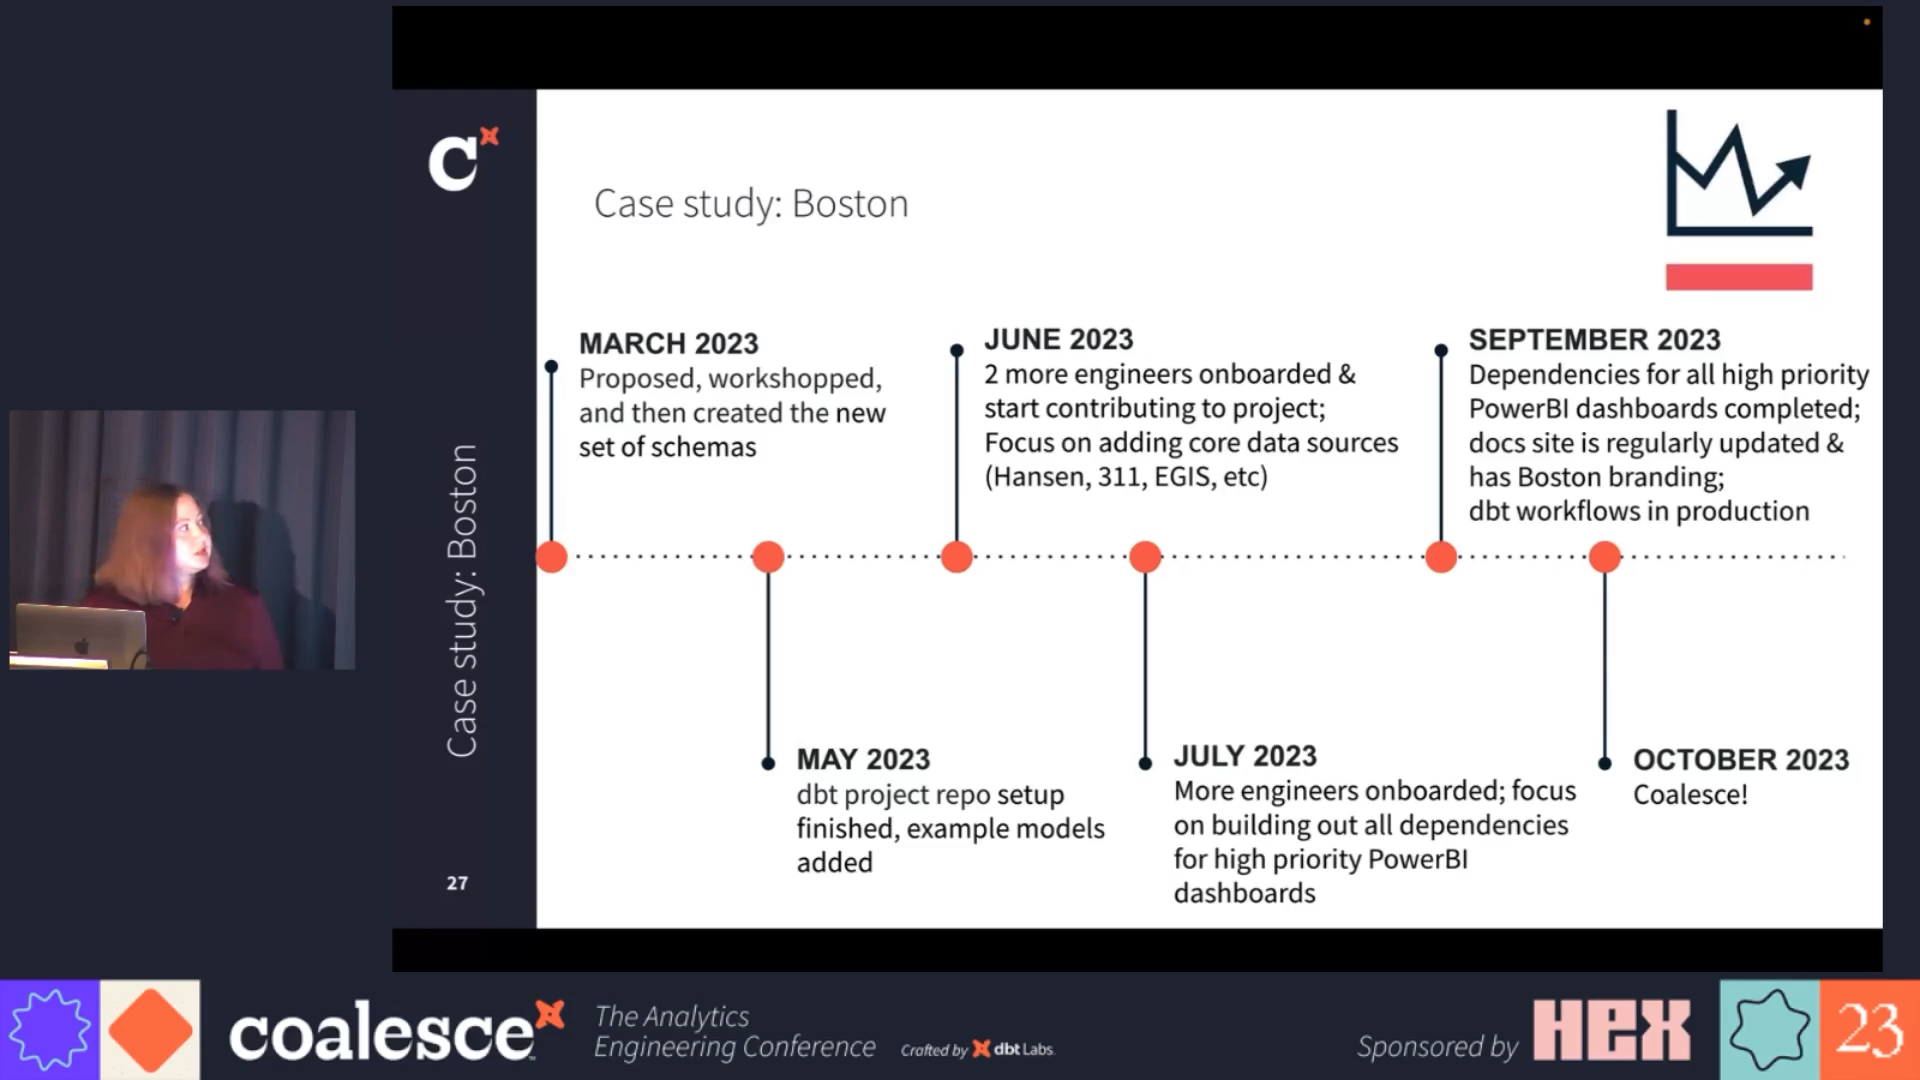 C
Case study: Boston
Case study: Boston
MARCH 2023
Proposed, workshopped,
and then created the new
set of schemas
JUNE 2023
2 more engineers onboarded &
start contributing to project;
Focus on adding core data sources
(Hansen, 311, EGIS, etc)
SEPTEMBER 2023
Dependencies for all high priority
PowerBI dashboards completed;
docs site is regularly updated &
has Boston branding;
dbt workflows in production
MAY 2023
dbt project repo setup
finished, example models
added
JULY 2023
More engineers onboarded; focus
on building out all dependencies
for high priority PowerBI
dashboards
OCTOBER 2023
Coalesce!
27
coalesce
The Analytics
Engineering Conference
Crafted by dbt Labs
Sponsored by HEX
23